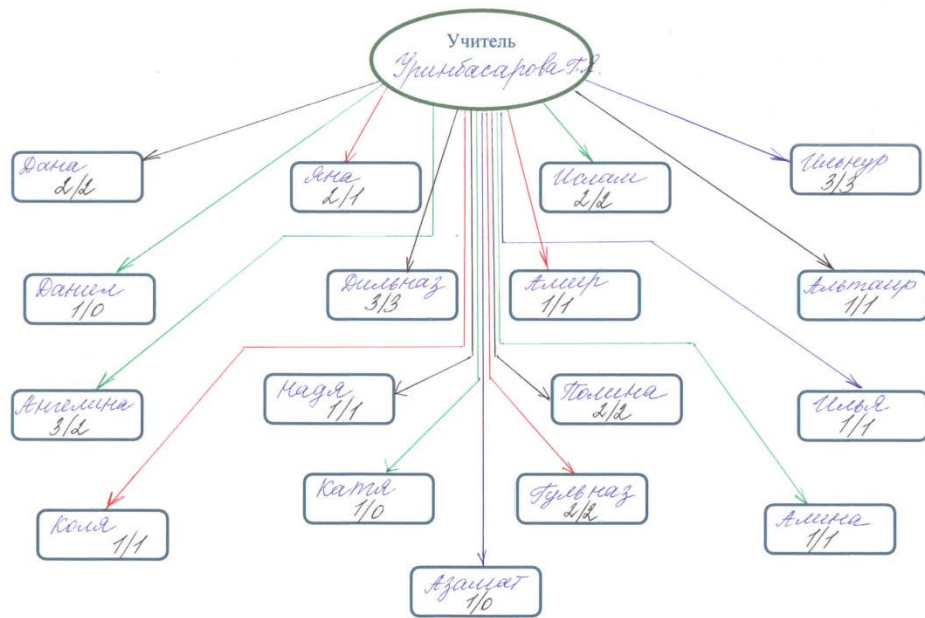 Учитель
Уринбасарова Г.Я.
Дана
2/2
Яна
2/1
Ислам
2/2
Ильнур
3/3
Данил
1/0
Дильназ
3/3
Амир
1/1
Альтаир
1/1
Ангелина
3/2
Надя
1/1
Полина
2/2
Илья
1/1
Коля
1/1
Катя
1/0
Гульназ
2/2
Алина
1/1
Азамат
1/0